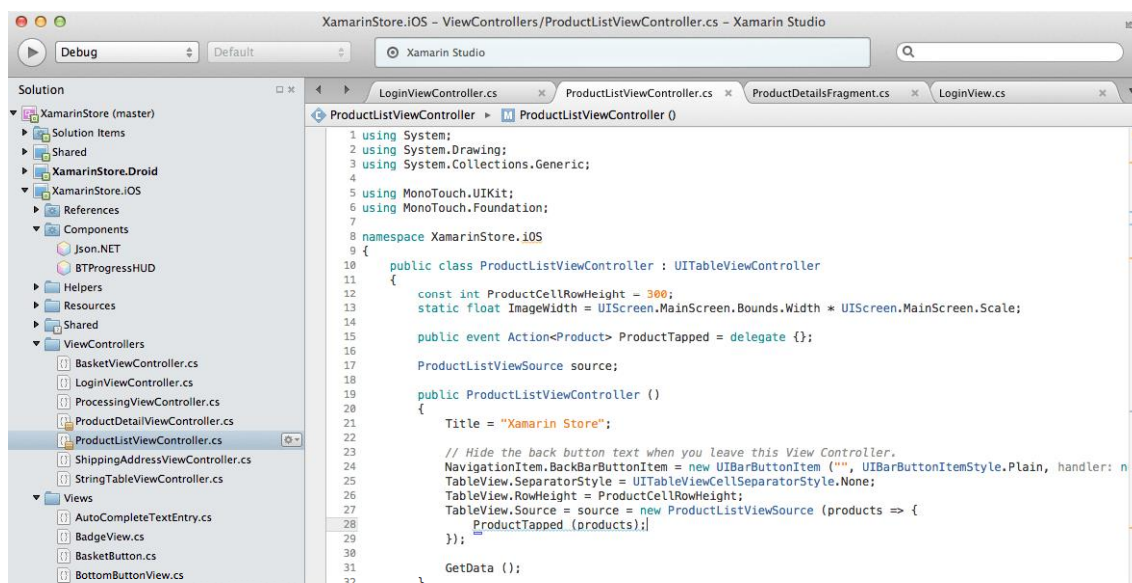 XamarinStore.iOS – ViewControllers/ProductListViewController.cs – Xamarin Studio
Debug
Default
Xamarin Studio
Solution
XamarinStore (master)
Solution Items
Shared
XamarinStore.Droid
XamarinStore.iOS
References
Components
Json.NET
BTProgressHUD
Helpers
Resources
Shared
ViewControllers
BasketViewController.cs
LoginViewController.cs
ProcessingViewController.cs
ProductDetailViewController.cs
ProductListViewController.cs
ShippingAddressViewController.cs
StringTableViewController.cs
Views
AutoCompleteTextEntry.cs
BadgeView.cs
BasketButton.cs
BottomButtonView.cs
LoginViewController.cs
ProductListViewController.cs
ProductDetailsFragment.cs
LoginView.cs
ProductListViewController
M ProductListViewController ()
1 using System;
2 using System.Drawing;
3 using System.Collections.Generic;
4
5 using MonoTouch.UIKit;
6 using MonoTouch.Foundation;
7
8 namespace XamarinStore.iOS
9 {
10 public class ProductListViewController : UITableViewController
11 {
12 const int ProductCellRowHeight = 300;
13 static float ImageWidth = UIScreen.MainScreen.Bounds.Width * UIScreen.MainScreen.Scale;
14
15 public event Action<Product> ProductTapped = delegate {};
16
17 ProductListViewSource source;
18
19 public ProductListViewController ()
20 {
21 Title = "Xamarin Store";
22
23 // Hide the back button text when you leave this View Controller.
24 NavigationItem.BackBarButtonItem = new UIBarButtonItem ("", UIBarButtonItemStyle.Plain, handler: n
25 TableView.SeparatorStyle = UITableViewCellSeparatorStyle.None;
26 TableView.RowHeight = ProductCellRowHeight;
27 TableView.Source = source = new ProductListViewSource (products => {
28 ProductTapped (products);
29 });
30
31 GetData ();
32 }